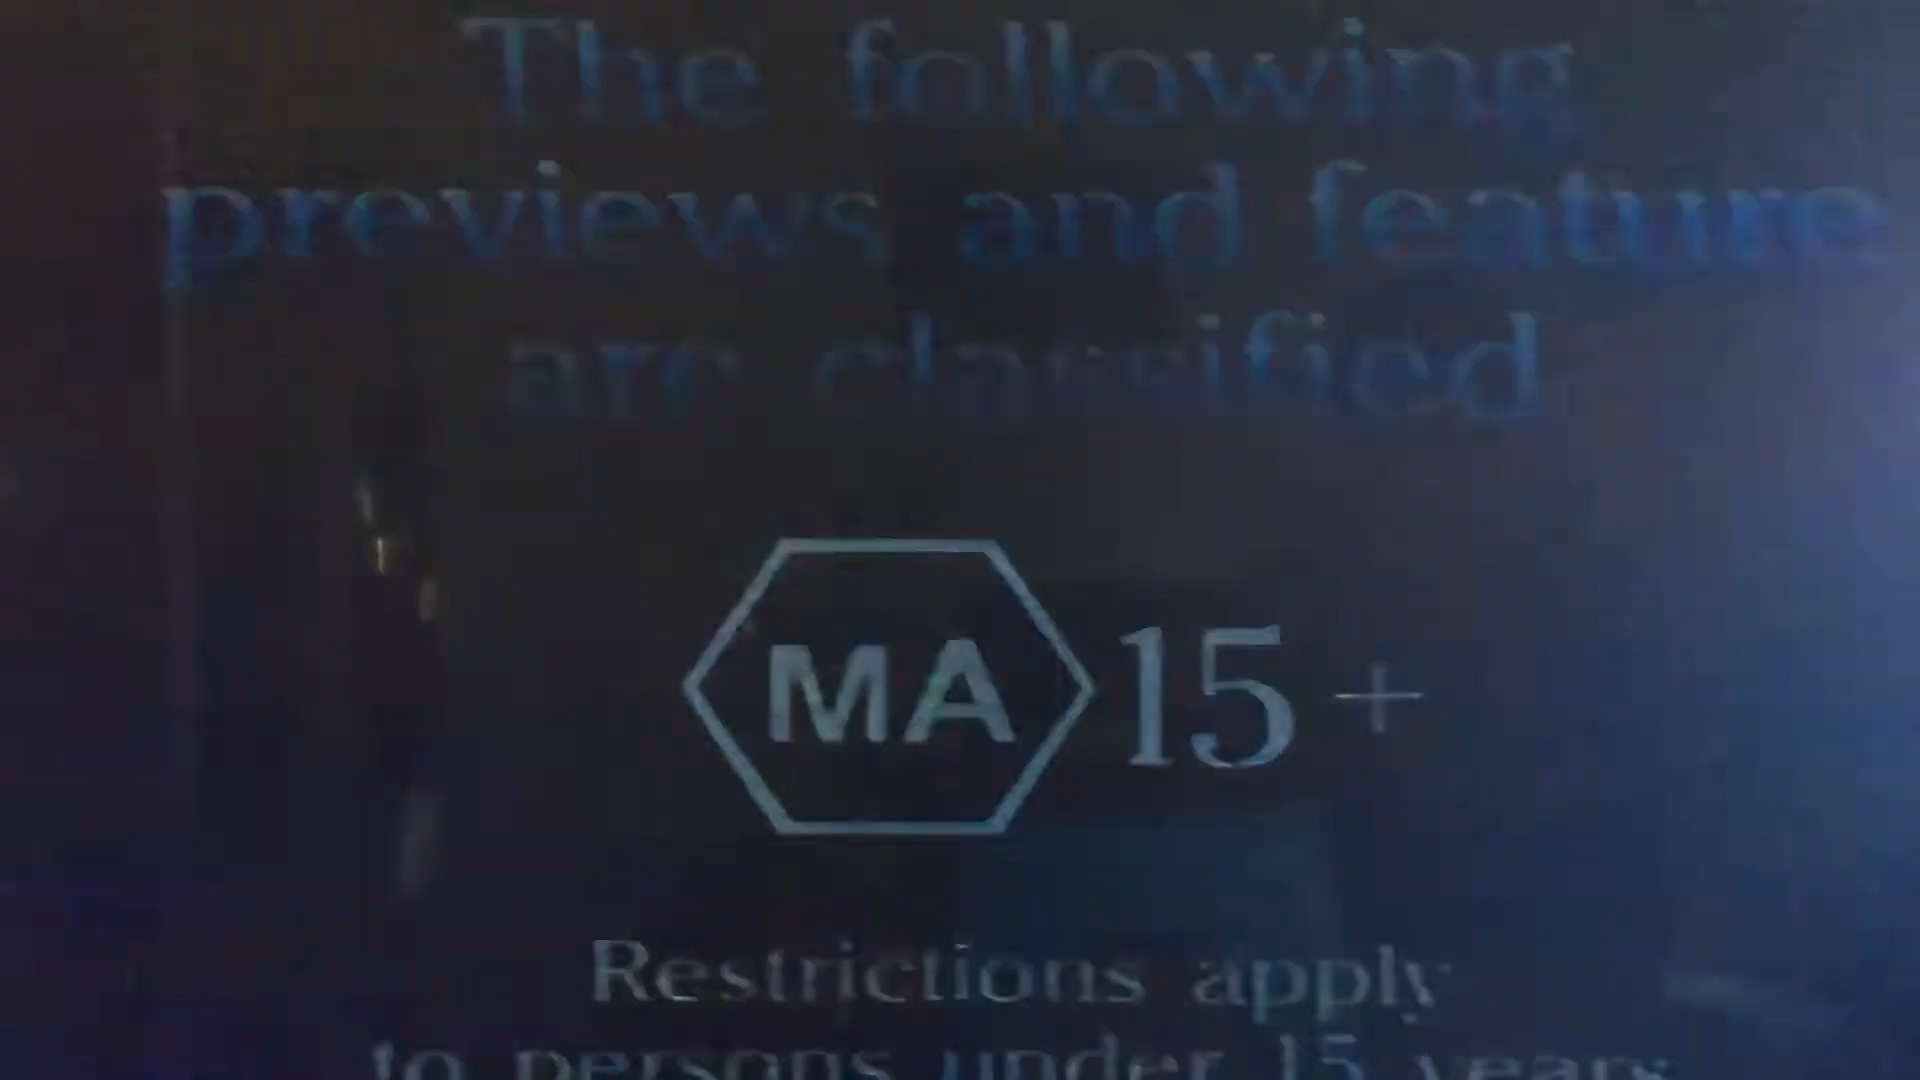 The following
previews and feature
are classified
MA 15+
Restrictions apply
to persons under 15 years